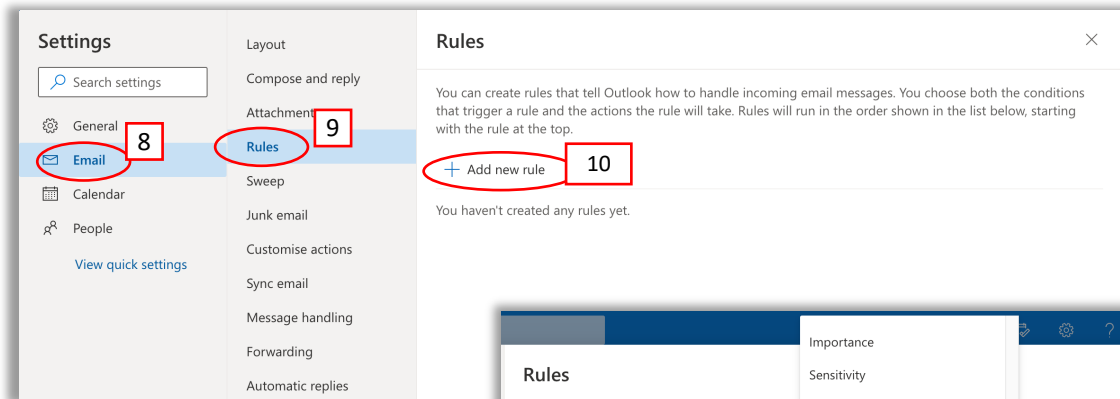 Settings
Search settings
General
8
Email
Calendar
People
View quick settings
Layout
Compose and reply
Attachment
9
Rules
Sweep
Junk email
Customise actions
Sync email
Message handling
Forwarding
Automatic replies
Rules
You can create rules that tell Outlook how to handle incoming email messages. You choose both the conditions
that trigger a rule and the actions the rule will take. Rules will run in the order shown in the list below, starting
with the rule at the top.
Add new rule
10
You haven't created any rules yet.
Rules
Importance
Sensitivity
?